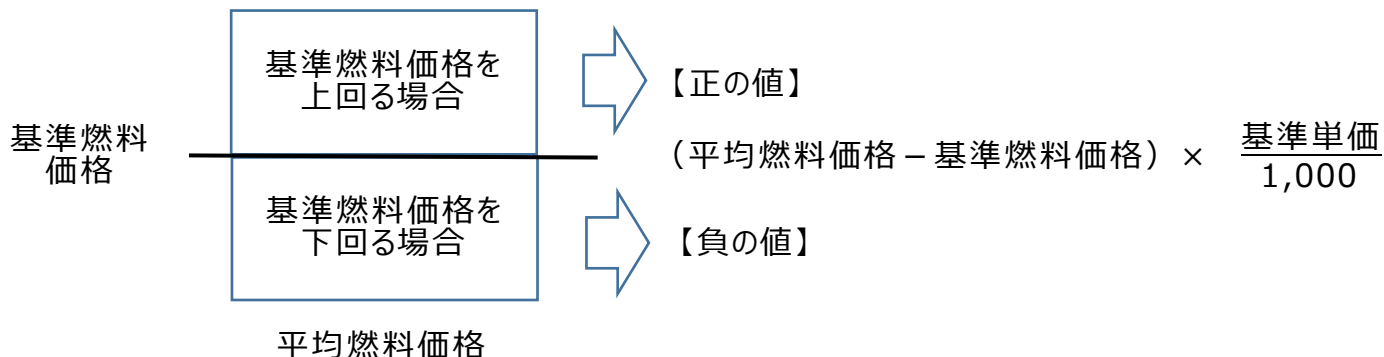 基準燃料価格を
上回る場合
【正の値】
基準燃料
価格
（平均燃料価格 – 基準燃料価格）× 基準単価
1,000
基準燃料価格を
下回る場合
【負の値】
平均燃料価格